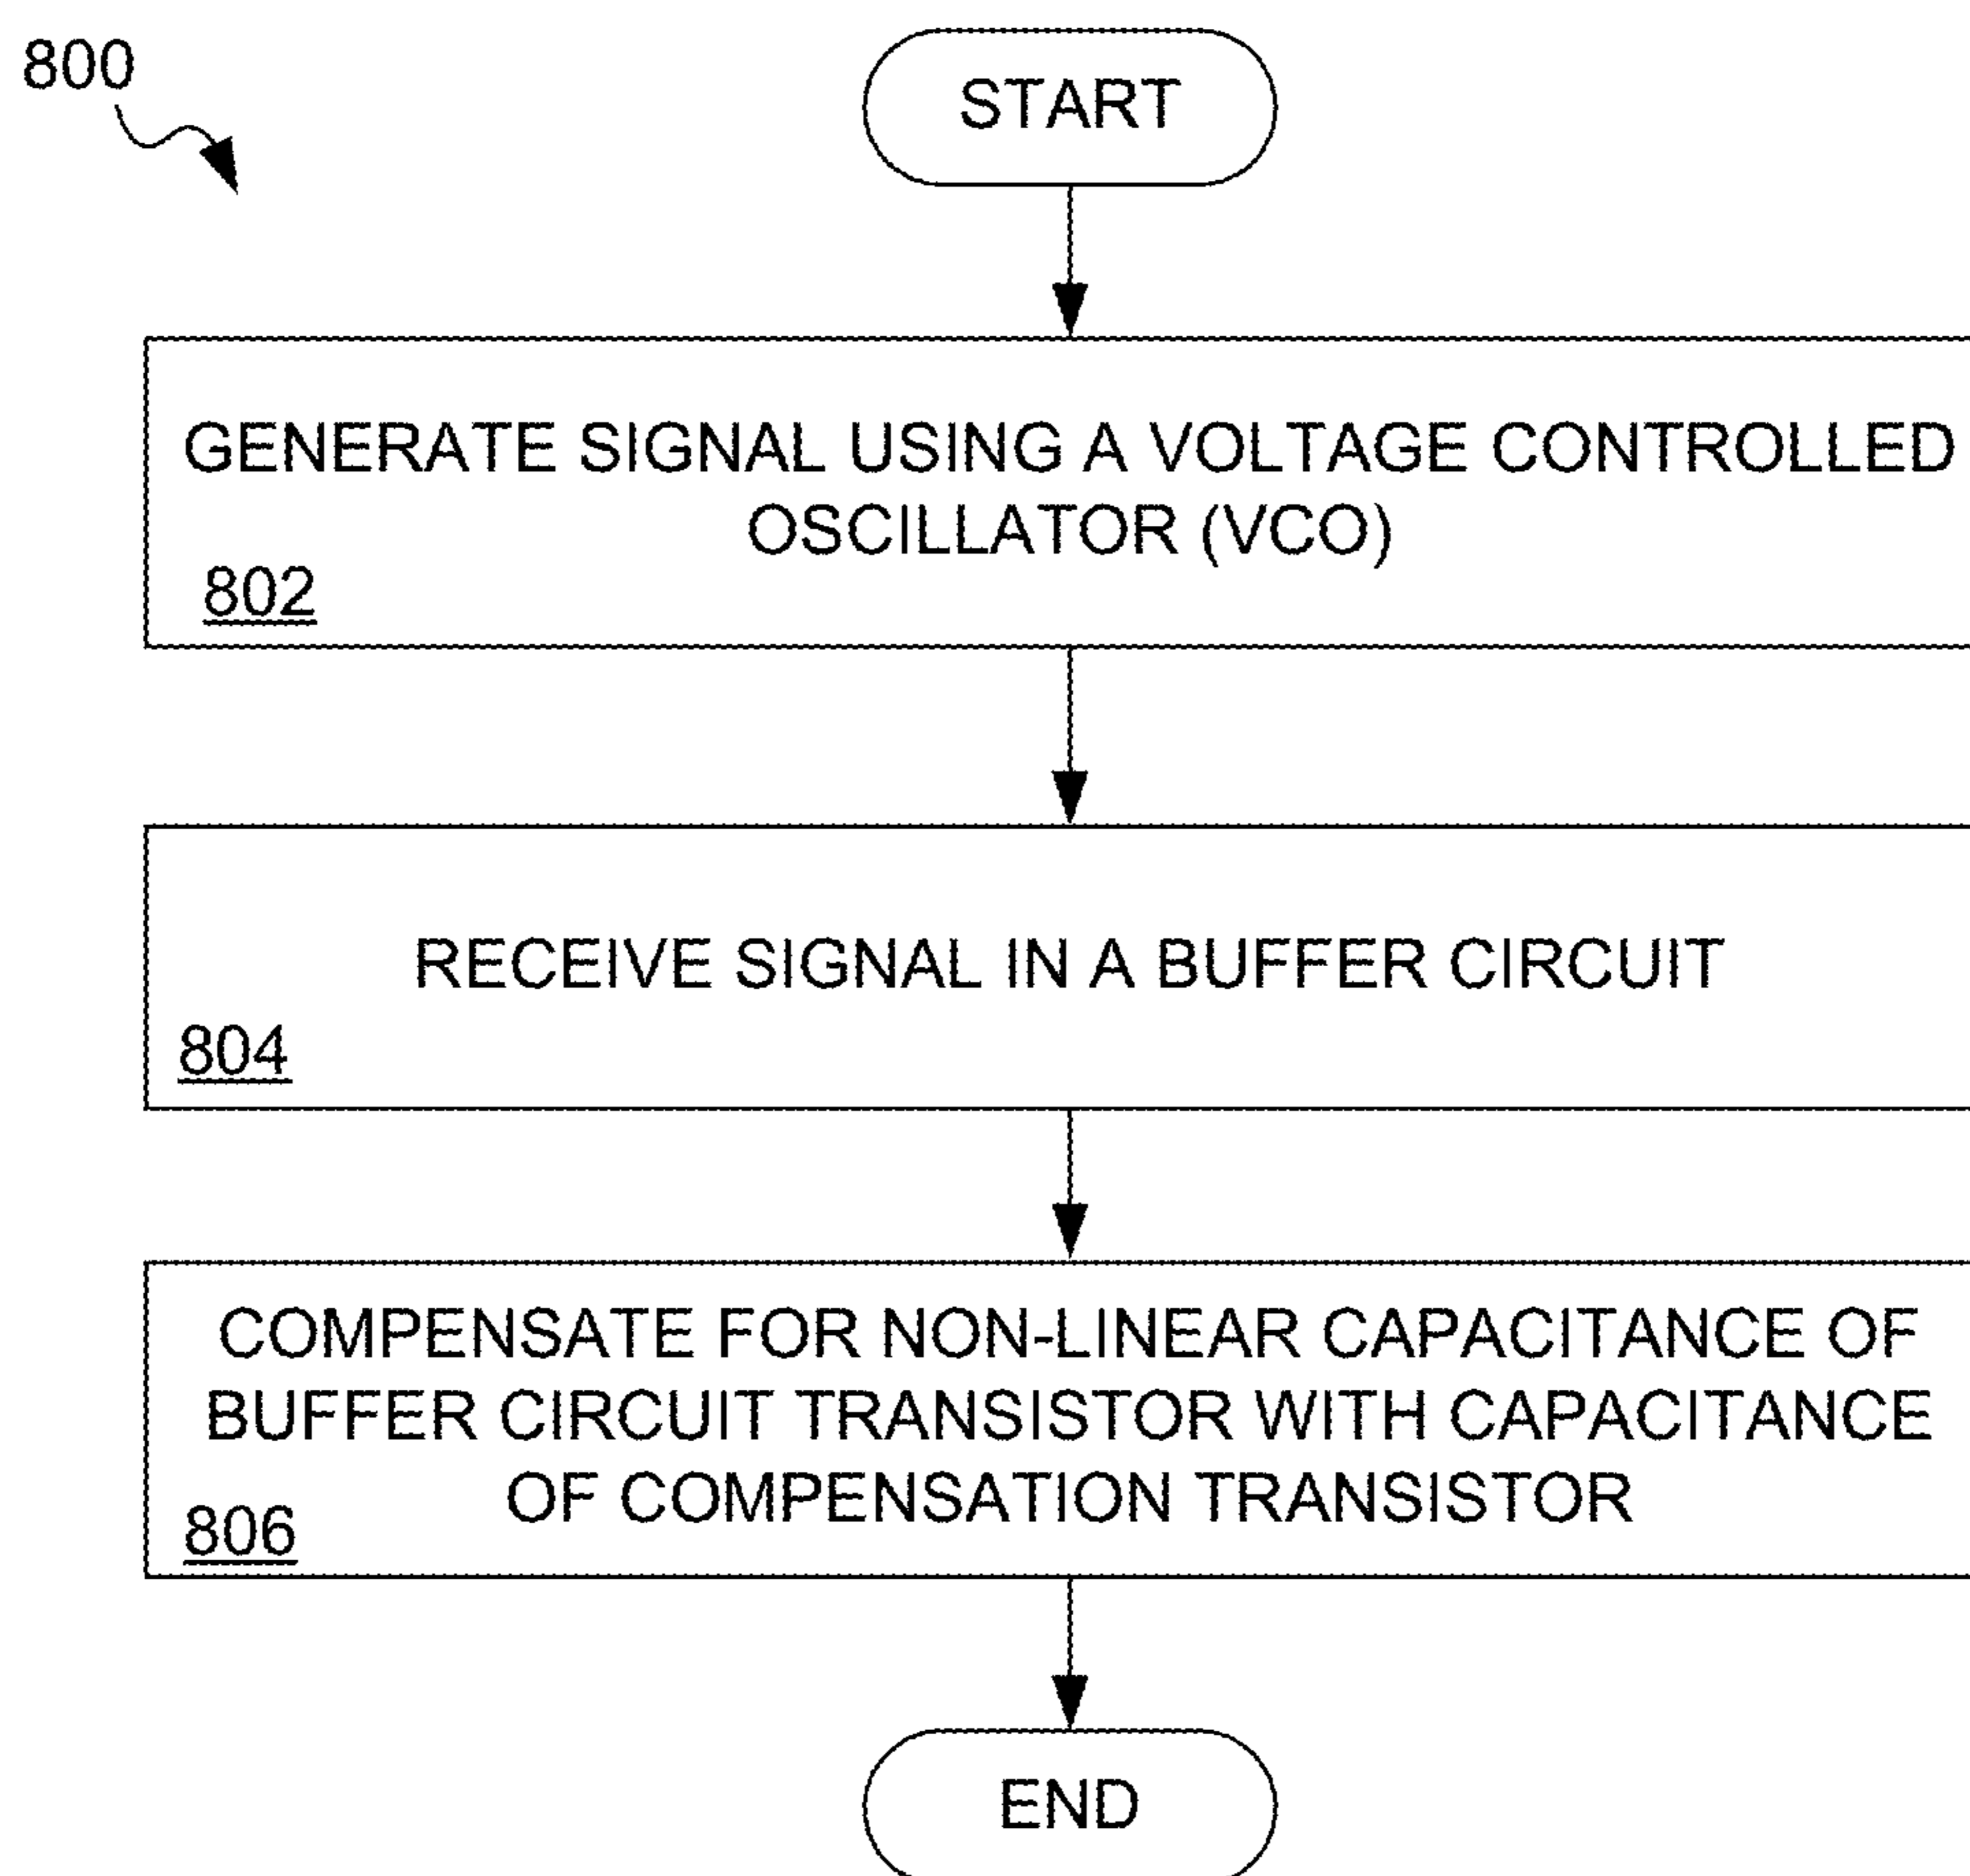 800
START
GENERATE SIGNAL USING A VOLTAGE CONTROLLED
OSCILLATOR (VCO)
802
RECEIVE SIGNAL IN A BUFFER CIRCUIT
804
COMPENSATE FOR NON-LINEAR CAPACITANCE OF
BUFFER CIRCUIT TRANSISTOR WITH CAPACITANCE
OF COMPENSATION TRANSISTOR
806
END